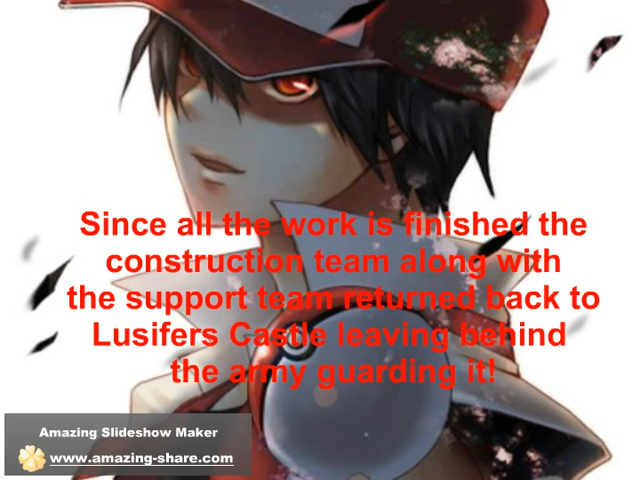 Since all the work is finished the
construction team along with
the support team returned back to
Lusifers Castle leaving behind
the army guarding it!
Amazing Slideshow Maker
www.amazing-share.com